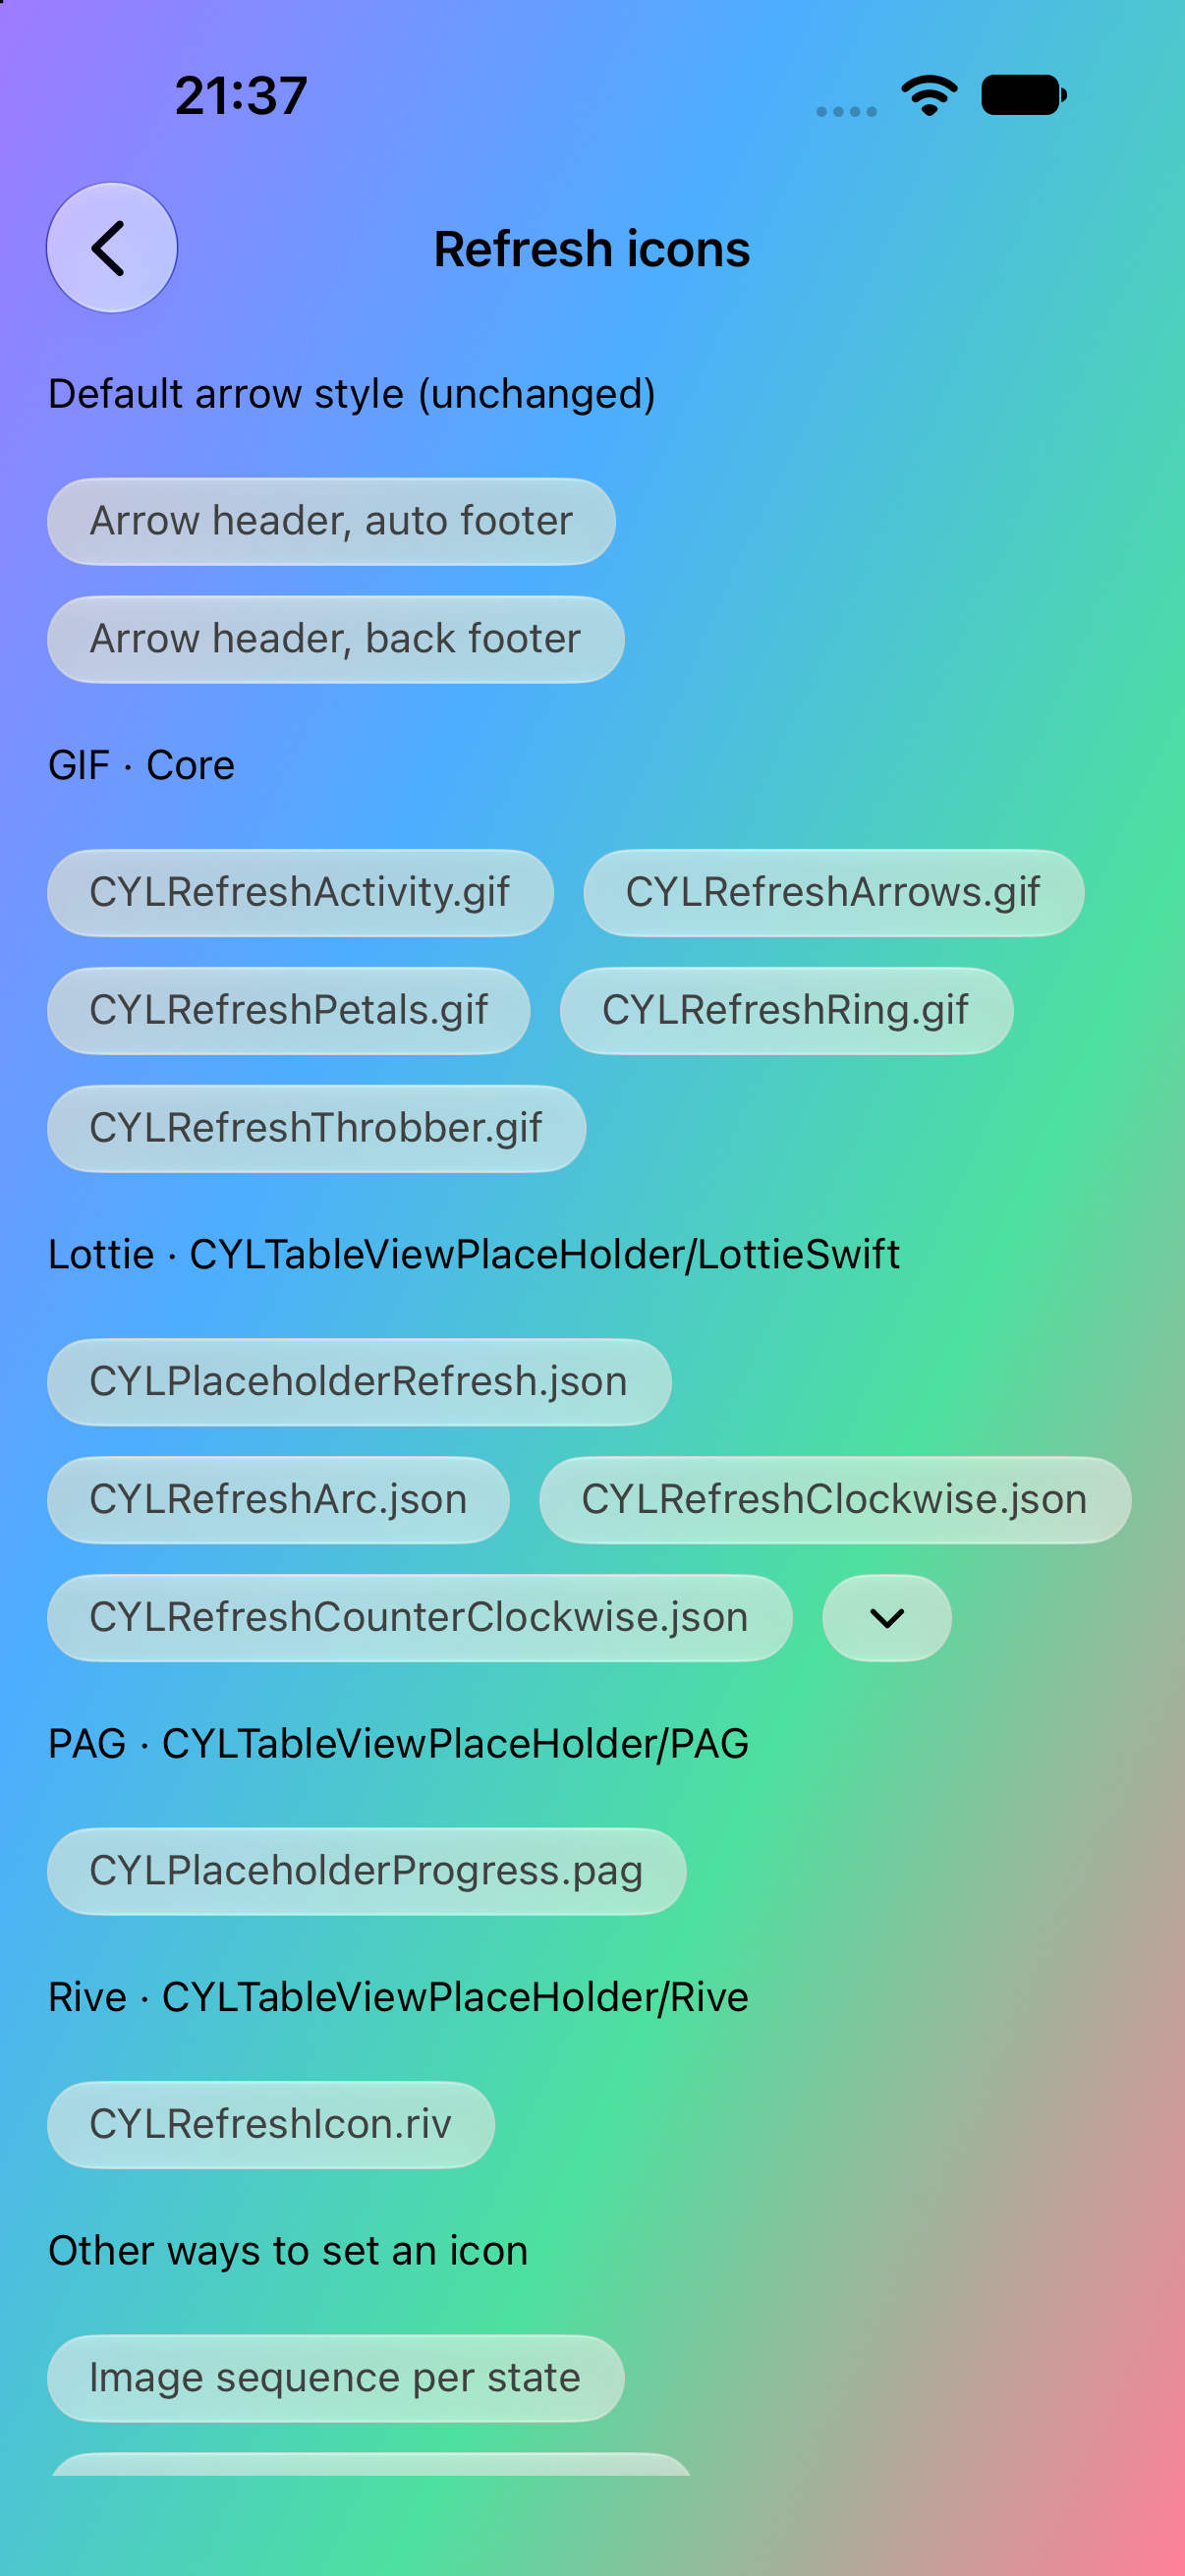 21:37
Refresh icons
Default arrow style (unchanged)
Arrow header, auto footer
Arrow header, back footer
GIF · Core
CYLRefreshActivity.gif
CYLRefreshArrows.gif
CYLRefreshPetals.gif
CYLRefreshRing.gif
CYLRefreshThrobber.gif
Lottie · CYLTableViewPlaceHolder/LottieSwift
CYLPlaceholderRefresh.json
CYLRefreshArc.json
CYLRefreshClockwise.json
CYLRefreshCounterClockwise.json
PAG · CYLTableViewPlaceHolder/PAG
CYLPlaceholderProgress.pag
Rive · CYLTableViewPlaceHolder/Rive
CYLRefreshIcon.riv
Other ways to set an icon
Image sequence per state